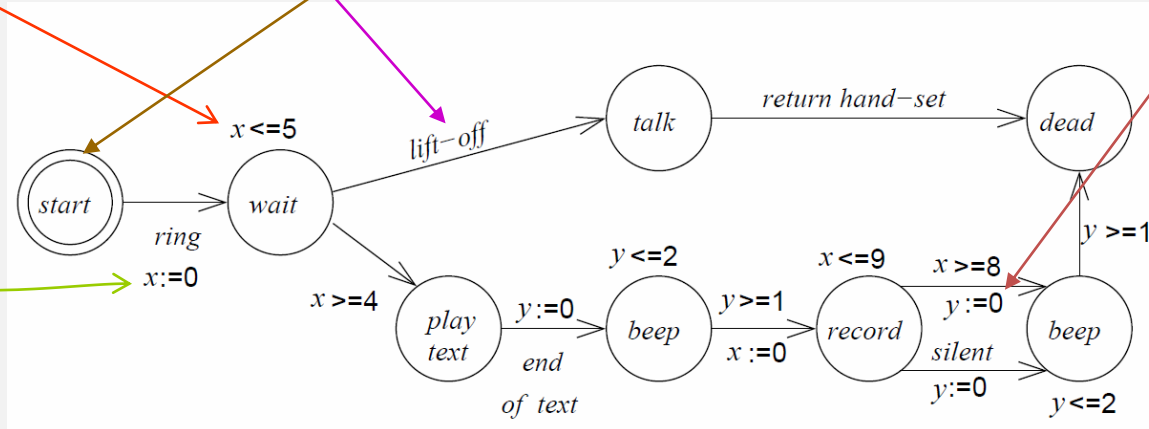 x<=5
lift-off
talk
return hand-set
dead
start
ring
x:=0
wait
x>=4
play
text
y:=0
end
of text
y<=2
beep
y>=1
x:=0
x<=9
record
x>=8
y:=0
silent
y:=0
beep
y<=2
y>=1